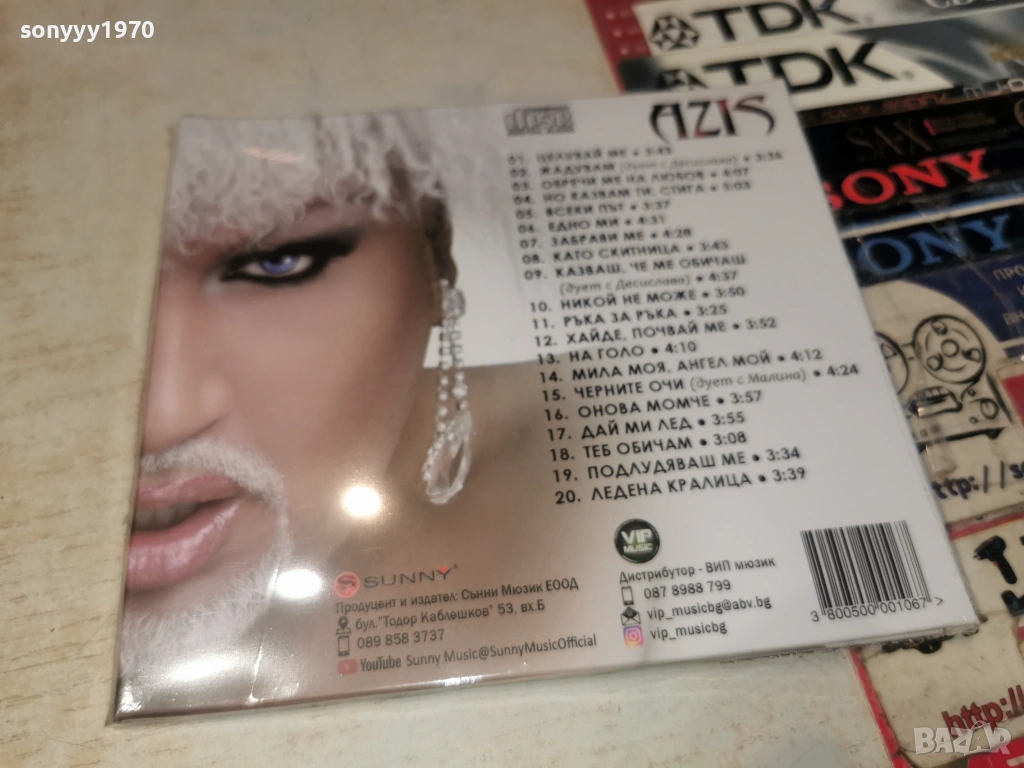 sonyyy1970
TDK
TDK
SA-X
SONY
SONY
disc
AZIS
01. ЦЕЛУВАЙ МЕ • 3:43
02. ЖАДУВАМ (дует с Десислава) • 3:36
03. ОБРЕЧИ МЕ НА ЛЮБОВ • 4:07
04. НО КАЗВАМ ТИ, СТИГА • 5:03
05. ВСЕКИ ПЪТ • 3:37
06. ЕДНО МИ • 4:31
07. ЗАБРАВИ МЕ • 4:28
08. КАТО СКИТНИЦА • 3:43
09. КАЗВАШ, ЧЕ МЕ ОБИЧАШ
(дует с Десислава) • 4:37
10. НИКОЙ НЕ МОЖЕ • 3:50
11. РЪКА ЗА РЪКА • 3:25
12. ХАЙДЕ, ПОЧВАЙ МЕ • 3:52
13. НА ГОЛО • 4:10
14. МИЛА МОЯ, АНГЕЛ МОЙ • 4:12
15. ЧЕРНИТЕ ОЧИ (дует с Малина) • 4:24
16. ОНОВА МОМЧЕ • 3:57
17. ДАЙ МИ ЛЕД • 3:55
18. ТЕБ ОБИЧАМ • 3:08
19. ПОДЛУДЯВАШ МЕ • 3:34
20. ЛЕДЕНА КРАЛИЦА • 3:39
S SUNNY
Продуцент и издател: Сънни Мюзик ЕООД
бул."Тодор Каблешков" 53, вх.Б
089 858 3737
YouTube Sunny Music@SunnyMusicOfficial
VIP
MUSIC
Дистрибутор - ВИП мюзик
087 8988 799
vip_musicbg@abv.bg
vip_musicbg
3 800500 001067 >
ПРО
ВН
http://s
http://
BAZAR